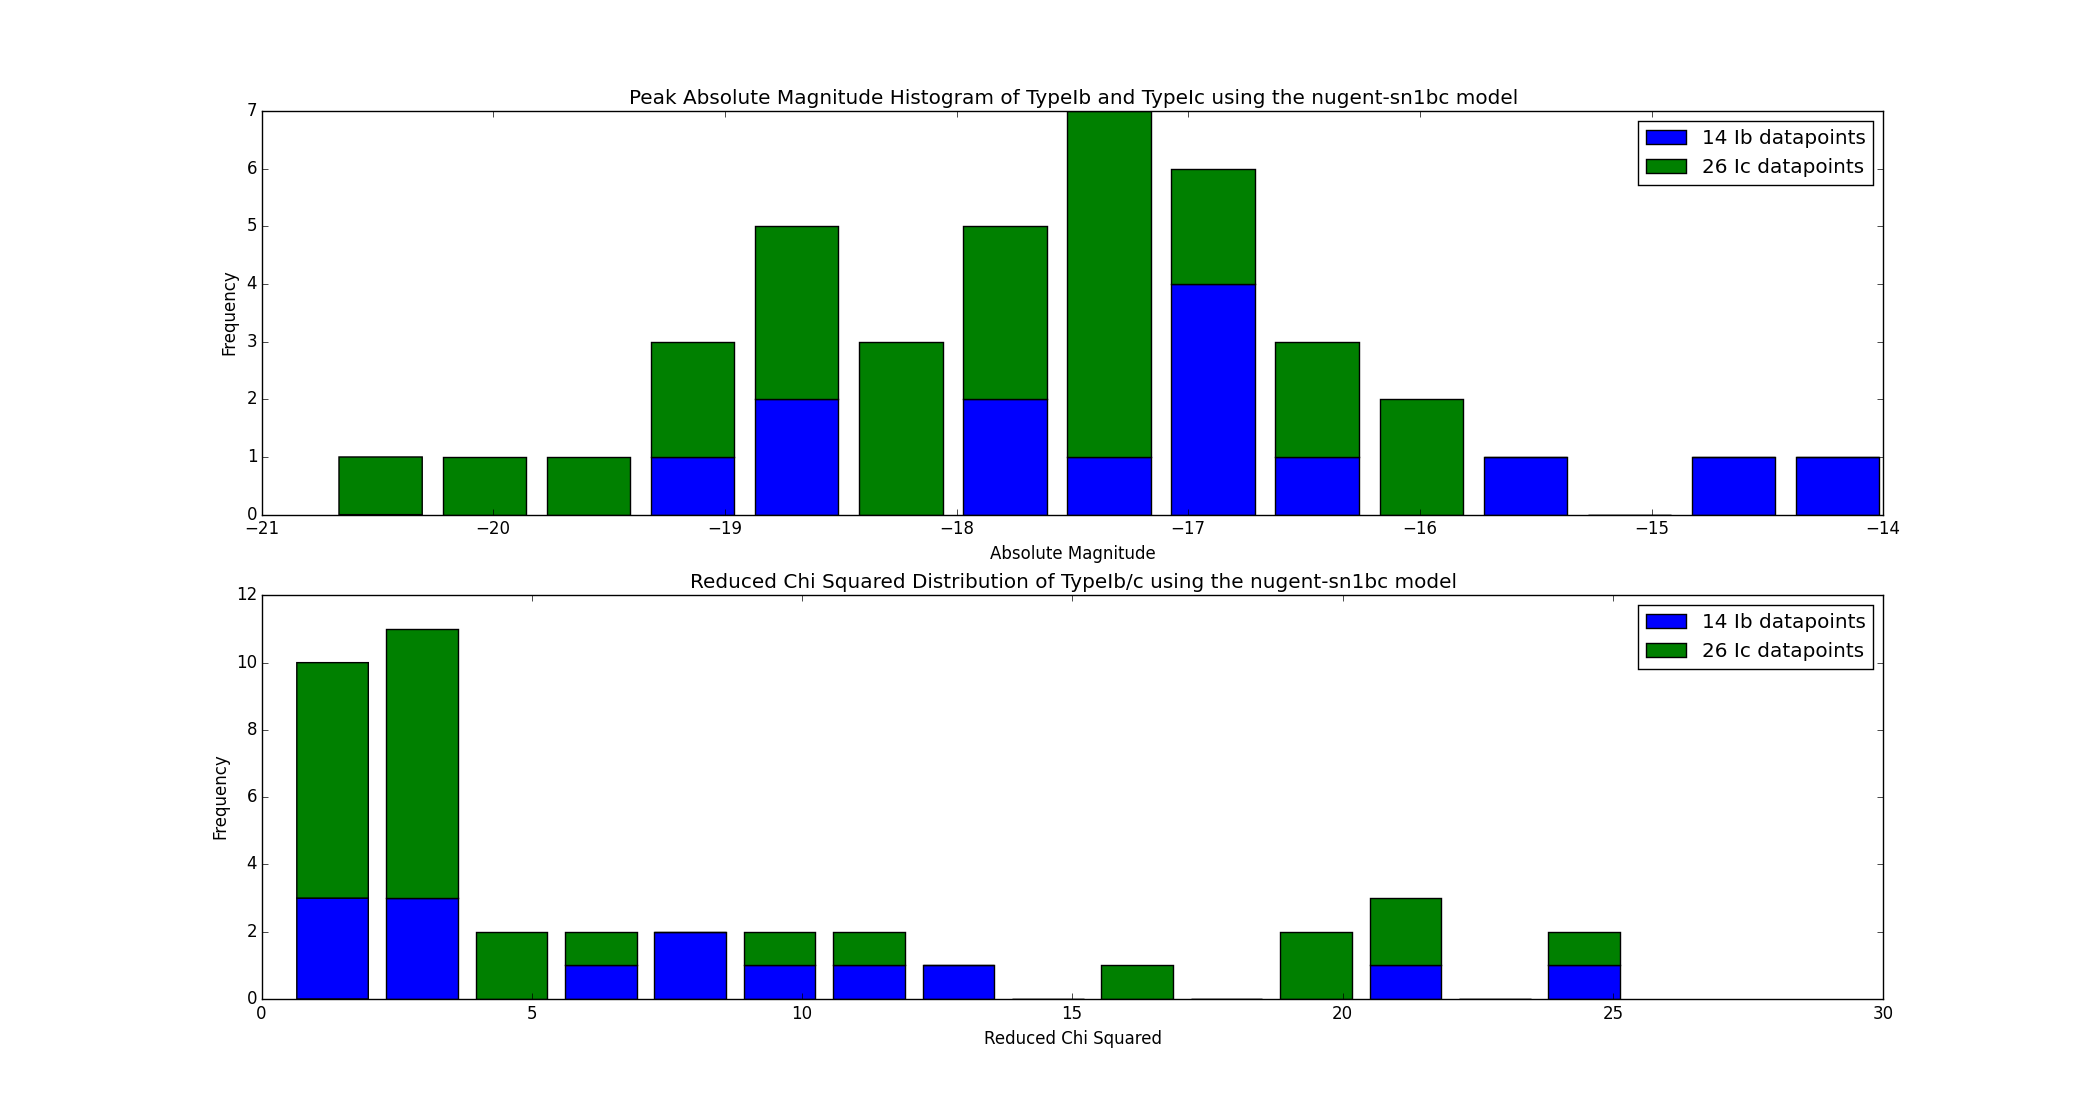 Peak Absolute Magnitude Histogram of TypeIb and TypeIc using the nugent-sn1bc model
7
6
5
4
3
2
1
0
Frequency
14 Ib datapoints
26 Ic datapoints
−21 −20 −19 −18 −17 −16 −15 −14
Absolute Magnitude
Reduced Chi Squared Distribution of TypeIb/c using the nugent-sn1bc model
12
10
8
6
4
2
0
Frequency
14 Ib datapoints
26 Ic datapoints
0 5 10 15 20 25 30
Reduced Chi Squared